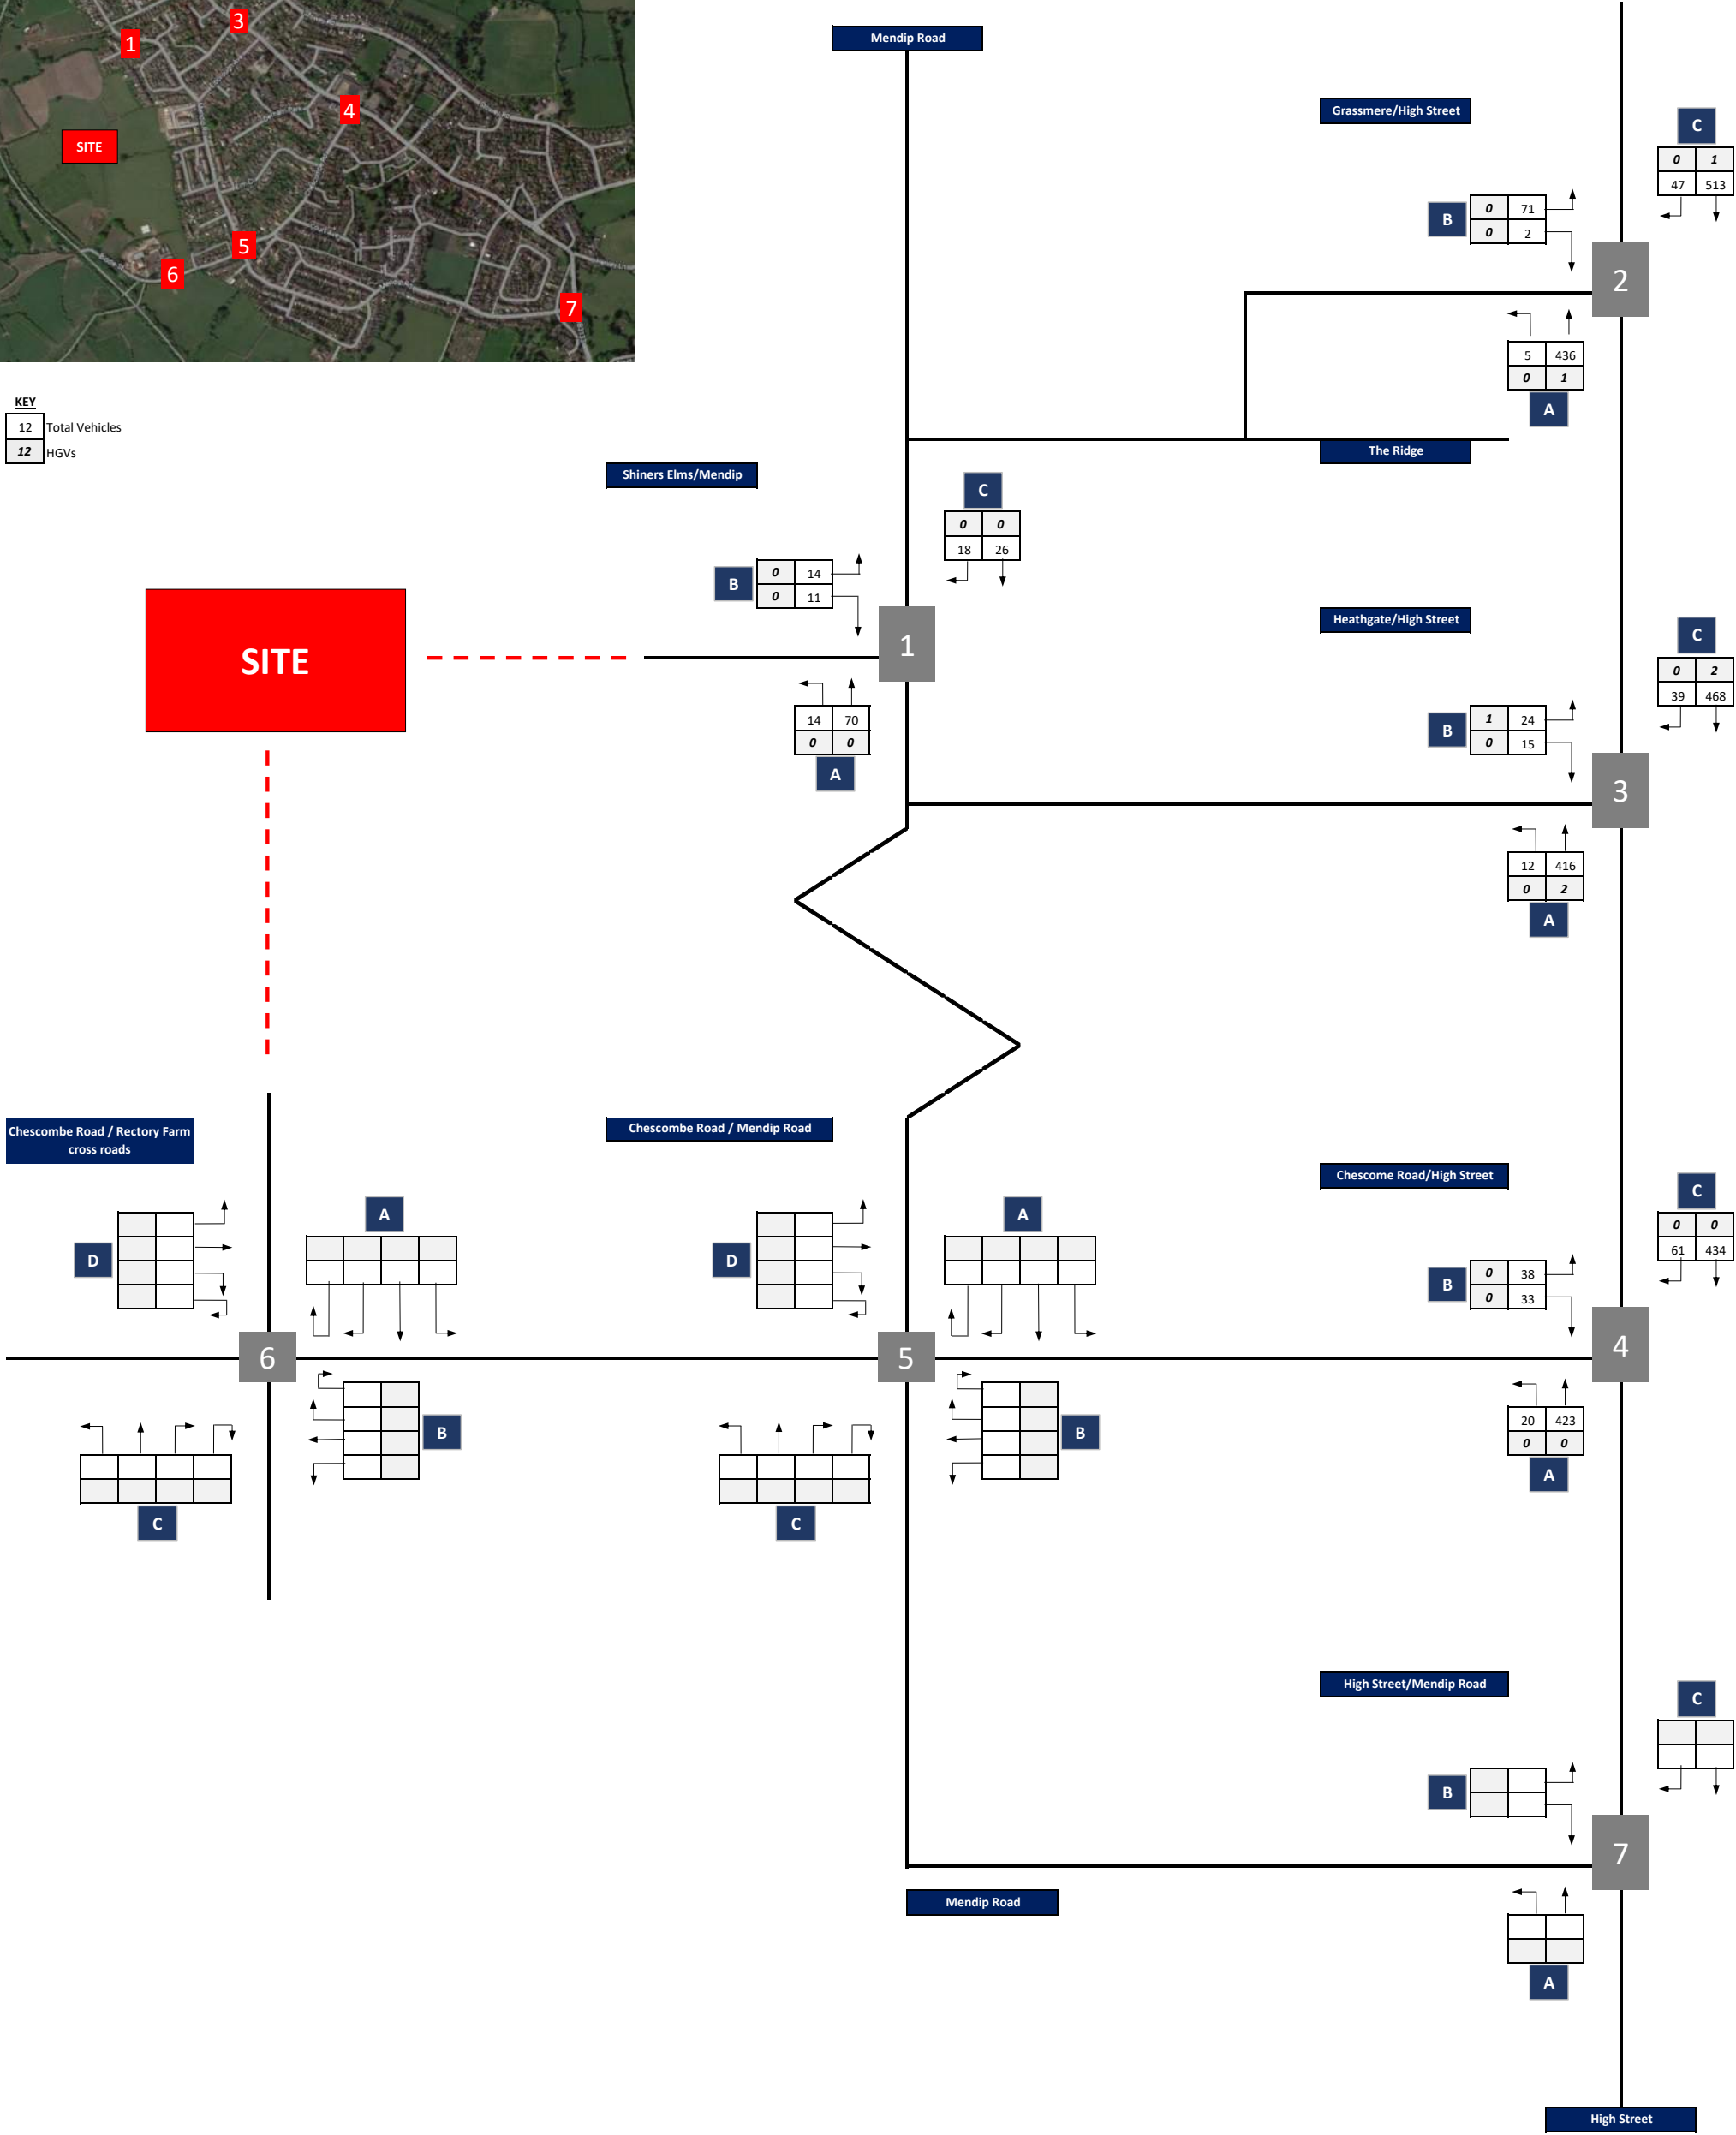 1
3
4
SITE
5
6
7
KEY
12 Total Vehicles
12 HGVs
Mendip Road
Grassmere/High Street
C
0 1
47 513
B
0 71
0 2
2
5 436
0 1
A
The Ridge
Shiners Elms/Mendip
C
0 0
18 26
B
0 14
0 11
1
SITE
14 70
0 0
A
Heathgate/High Street
C
0 2
39 468
B
1 24
0 15
3
12 416
0 2
A
Chescombe Road / Rectory Farm
cross roads
A
D
6
B
C
Chescombe Road / Mendip Road
A
D
5
B
C
Chescome Road/High Street
C
0 0
61 434
B
0 38
0 33
4
20 423
0 0
A
High Street/Mendip Road
C
B
7
Mendip Road
A
High Street